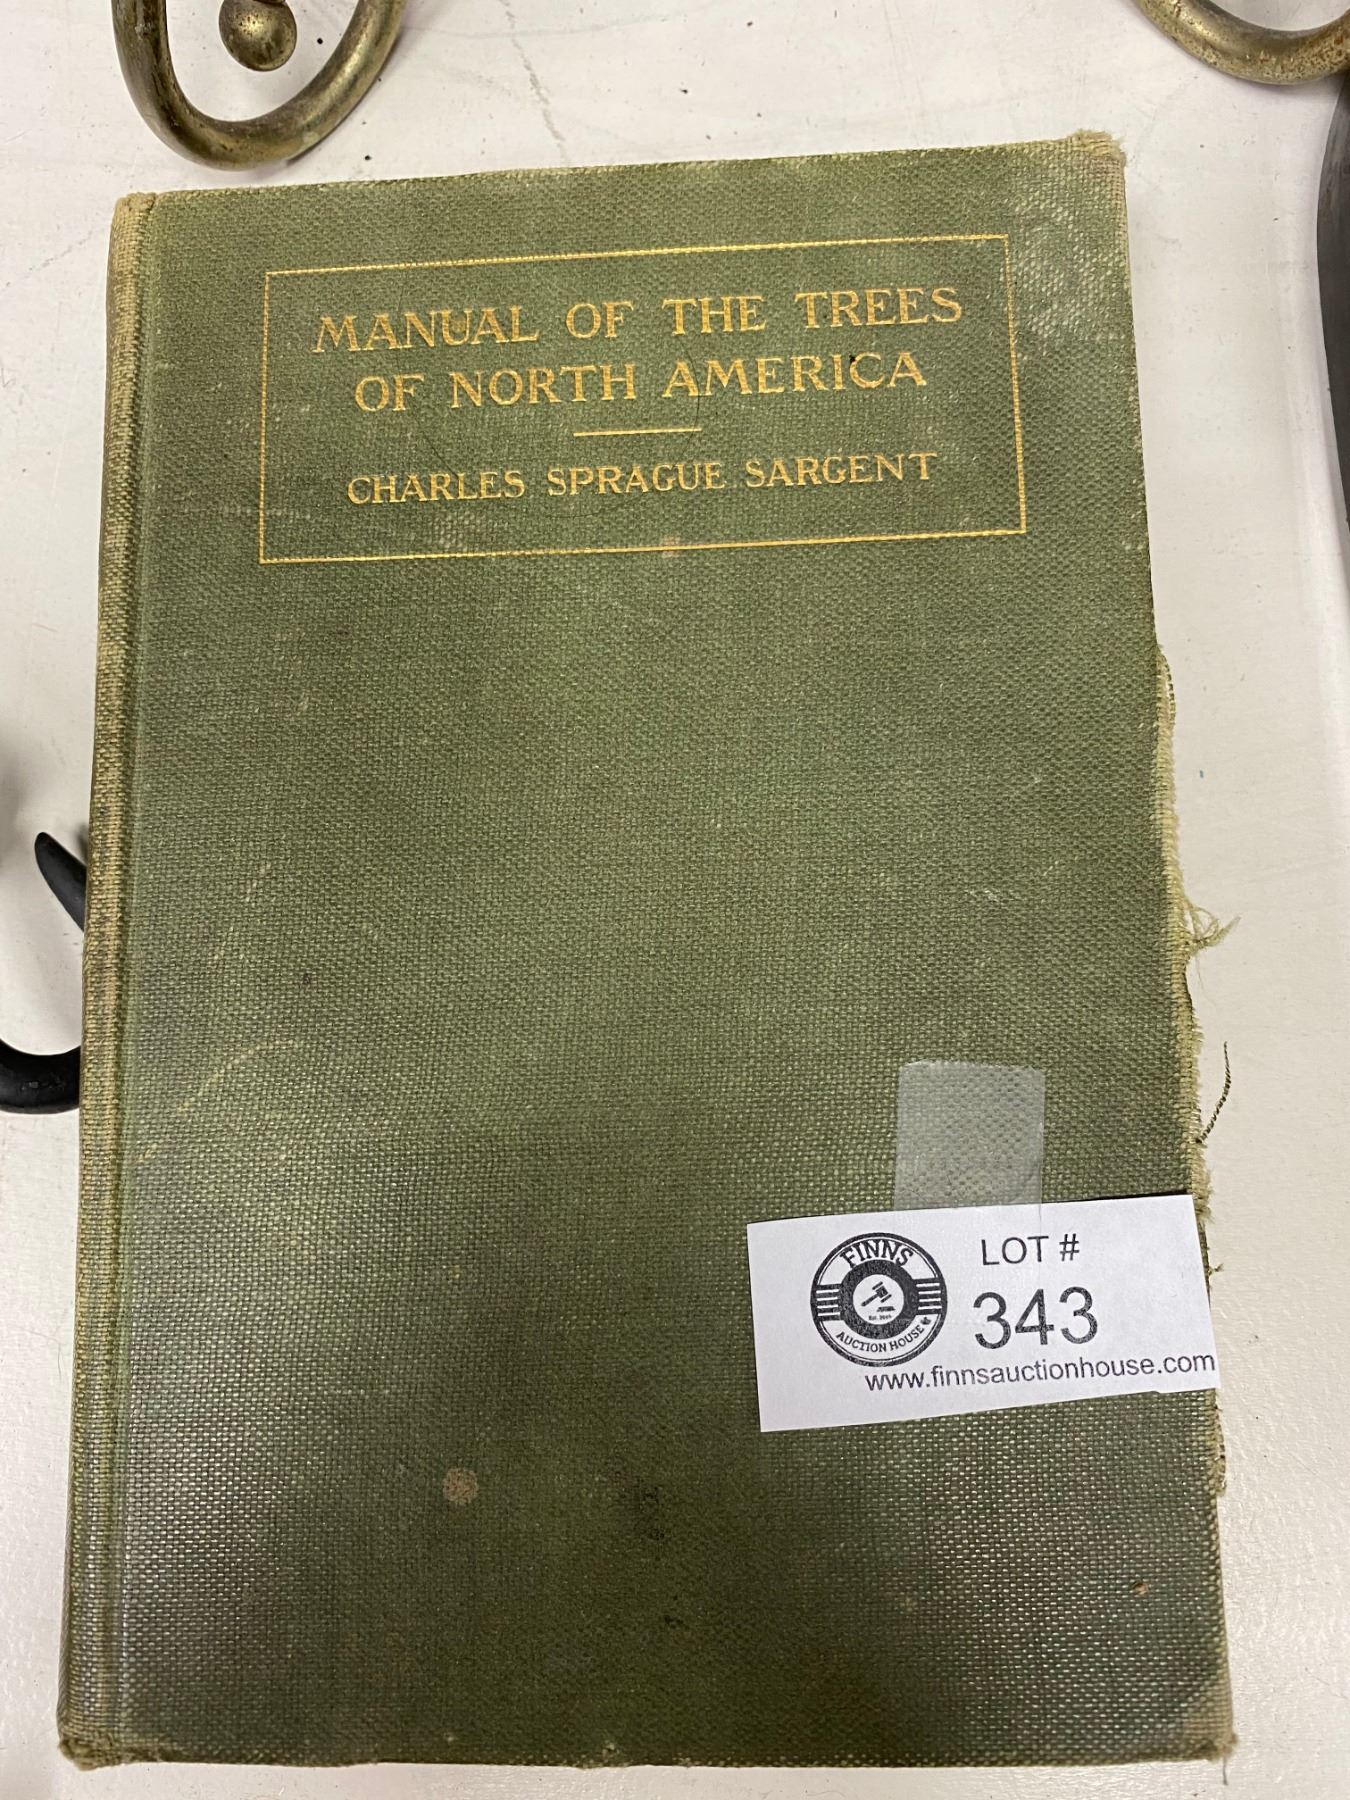 MANUAL OF THE TREES
OF NORTH AMERICA
CHARLES SPRAGUE SARGENT
FINNS
AUCTION HOUSE
LOT #
343
www.finnsauctionhouse.com